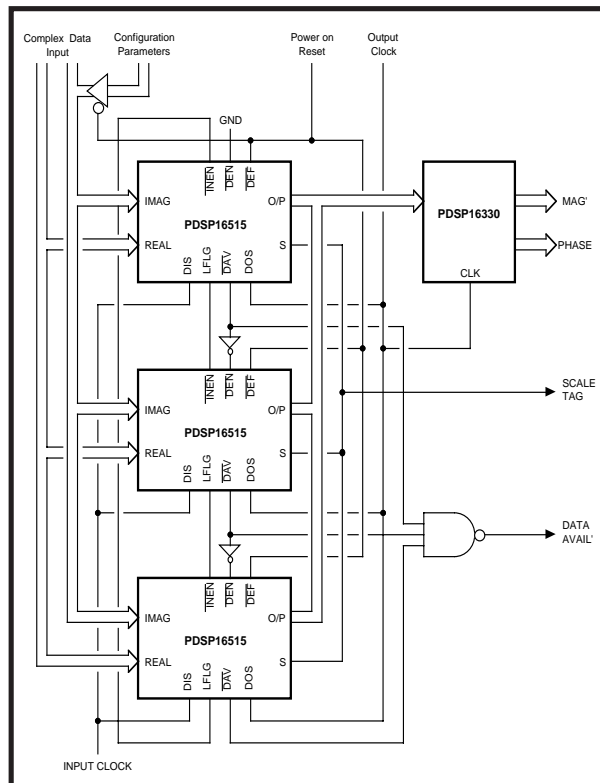 Complex Data Input
Configuration Parameters
Power on Reset
Output Clock
GND
INEN
DEN
DEF
IMAG
O/P
PDSP16515
REAL
S
DIS
LFLG
DAV
DOS
PDSP16330
MAG'
PHASE
CLK
INEN
DEN
DEF
IMAG
O/P
PDSP16515
REAL
S
DIS
LFLG
DAV
DOS
SCALE TAG
DATA AVAIL'
INEN
DEN
DEF
IMAG
O/P
PDSP16515
REAL
S
DIS
LFLG
DAV
DOS
INPUT CLOCK